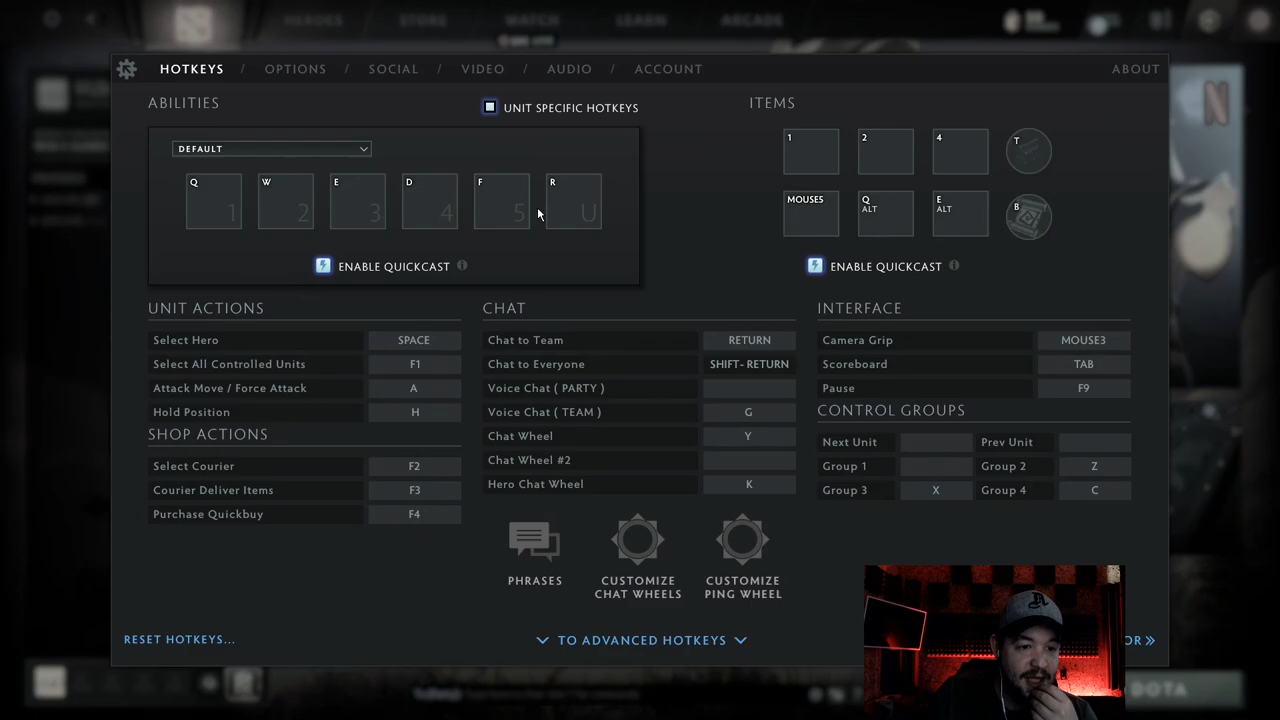 HEROES STORE WATCH LEARN ARCADE
HOTKEYS / OPTIONS / SOCIAL / VIDEO / AUDIO / ACCOUNT ABOUT
ABILITIES
UNIT SPECIFIC HOTKEYS
DEFAULT
Q 1
W 2
E 3
D 4
F 5
R U
ENABLE QUICKCAST
ITEMS
1
2
4
T
MOUSE5
Q ALT
E ALT
B
ENABLE QUICKCAST
UNIT ACTIONS
Select Hero SPACE
Select All Controlled Units F1
Attack Move / Force Attack A
Hold Position H
SHOP ACTIONS
Select Courier F2
Courier Deliver Items F3
Purchase Quickbuy F4
CHAT
Chat to Team RETURN
Chat to Everyone SHIFT- RETURN
Voice Chat ( PARTY )
Voice Chat ( TEAM ) G
Chat Wheel Y
Chat Wheel #2
Hero Chat Wheel K
PHRASES
CUSTOMIZE
CHAT WHEELS
CUSTOMIZE
PING WHEEL
INTERFACE
Camera Grip MOUSE3
Scoreboard TAB
Pause F9
CONTROL GROUPS
Next Unit Prev Unit
Group 1 Group 2 Z
Group 3 X Group 4 C
RESET HOTKEYS...
TO ADVANCED HOTKEYS
OR